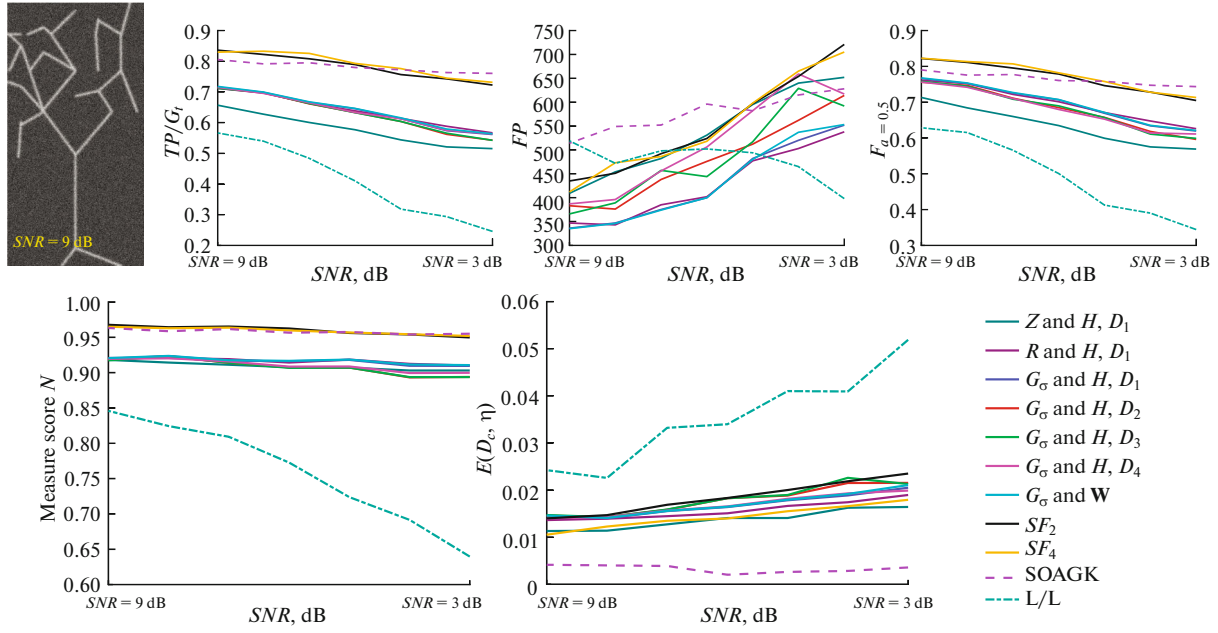 SNR = 9 dB
TP/G_t
0.9
0.8
0.7
0.6
0.5
0.4
0.3
0.2
SNR = 9 dB
SNR = 3 dB
SNR, dB
FP
750
700
650
600
550
500
450
400
350
300
SNR = 9 dB
SNR = 3 dB
SNR, dB
F_{a = 0.5}
0.9
0.8
0.7
0.6
0.5
0.4
0.3
SNR = 9 dB
SNR = 3 dB
SNR, dB
Measure score N
1.00
0.95
0.90
0.85
0.80
0.75
0.70
0.65
0.60
SNR = 9 dB
SNR = 3 dB
SNR, dB
E(D_c, η)
0.06
0.05
0.04
0.03
0.02
0.01
0
SNR = 9 dB
SNR = 3 dB
SNR, dB
Z and H, D_1
R and H, D_1
G_σ and H, D_1
G_σ and H, D_2
G_σ and H, D_3
G_σ and H, D_4
G_σ and W
SF_2
SF_4
SOAGK
L/L